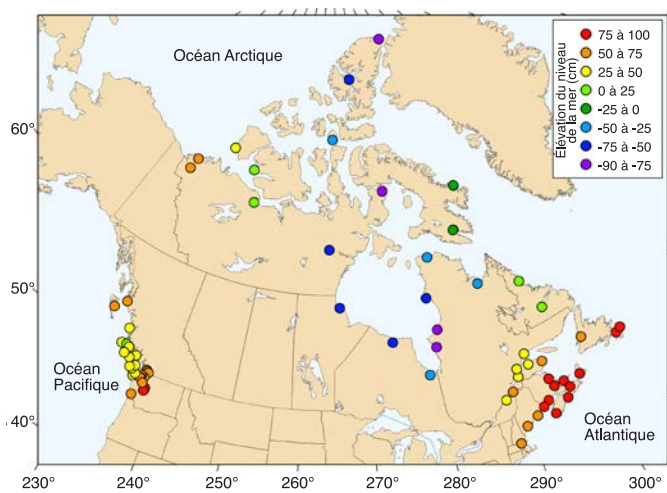 Océan Arctique
Élévation du niveau
de la mer (cm)
75 à 100
50 à 75
25 à 50
0 à 25
-25 à 0
-50 à -25
-75 à -50
-90 à -75
60°
50°
40°
Océan
Pacifique
Océan
Atlantique
230°
240°
250°
260°
270°
280°
290°
300°